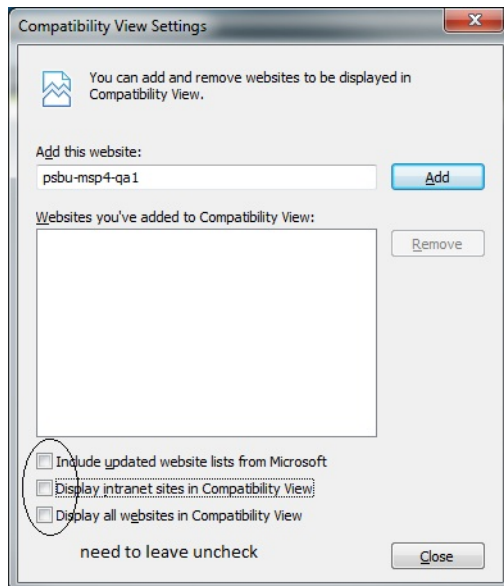 Compatibility View Settings
You can add and remove websites to be displayed in
Compatibility View.
Add this website:
psbu-msp4-qa1
Add
Websites you've added to Compatibility View:
Remove
Include updated website lists from Microsoft
Display intranet sites in Compatibility View
Display all websites in Compatibility View
need to leave uncheck
Close